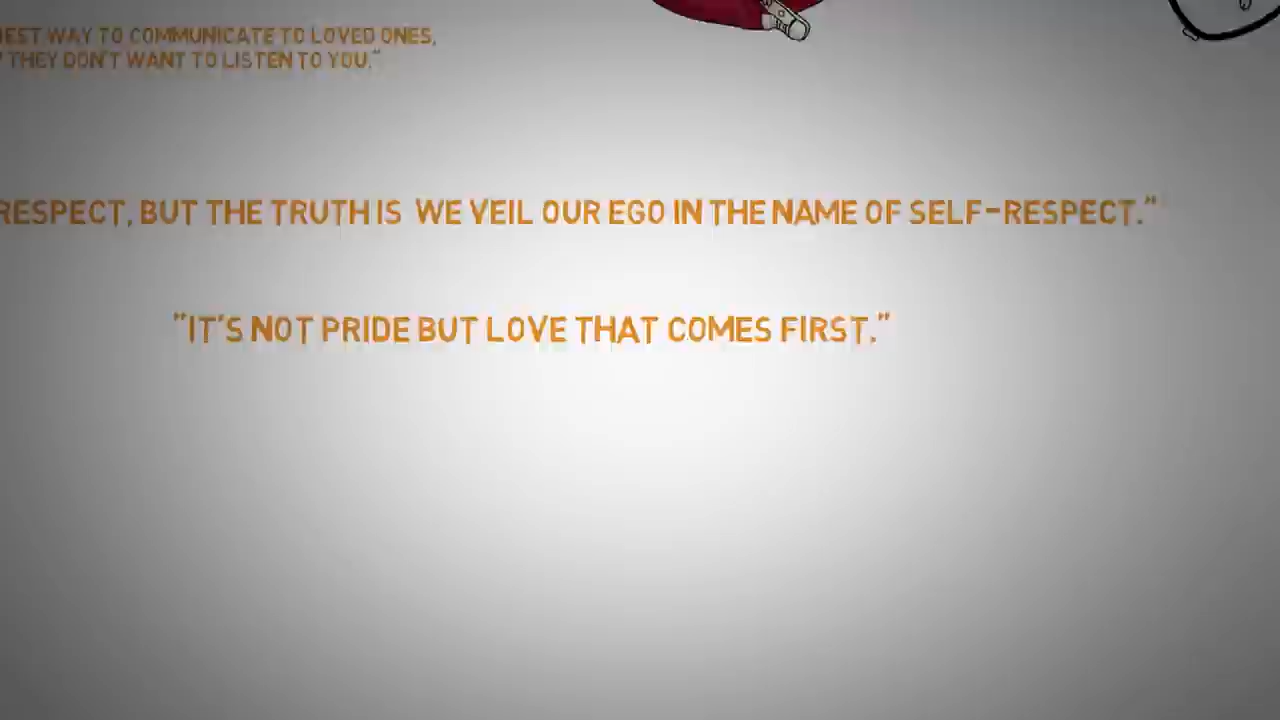 WAY TO COMMUNICATE TO LOVED ONES,
THEY DON'T WANT TO LISTEN TO YOU."
RESPECT, BUT THE TRUTH IS WE VEIL OUR EGO IN THE NAME OF SELF-RESPECT."
"IT'S NOT PRIDE BUT LOVE THAT COMES FIRST."